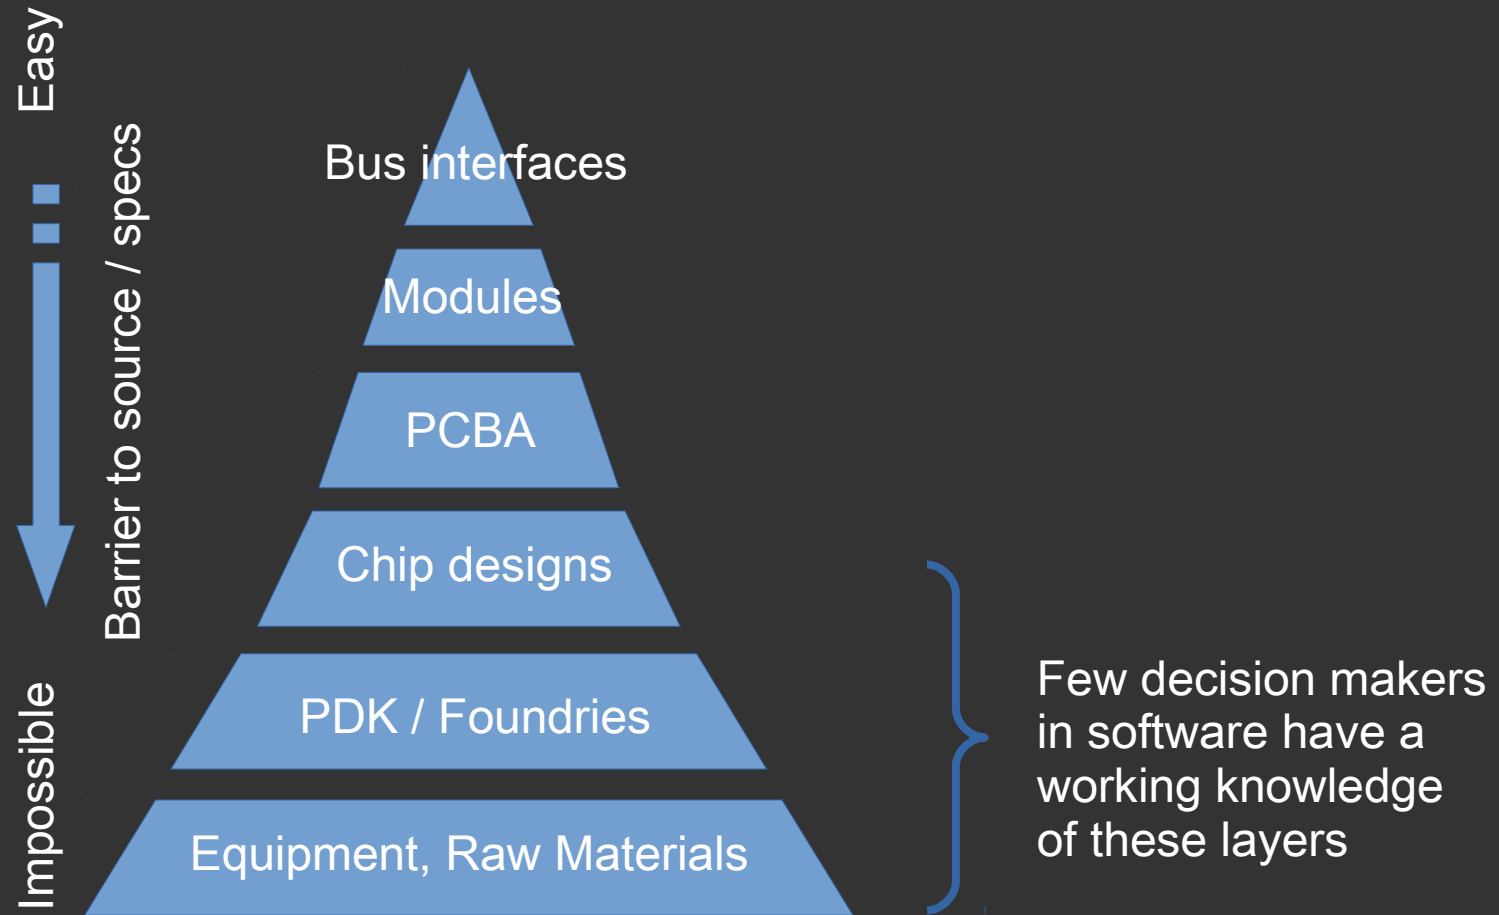 Easy
Barrier to source / specs
Impossible
Bus interfaces
Modules
PCBA
Chip designs
PDK / Foundries
Equipment, Raw Materials
Few decision makers
in software have a
working knowledge
of these layers